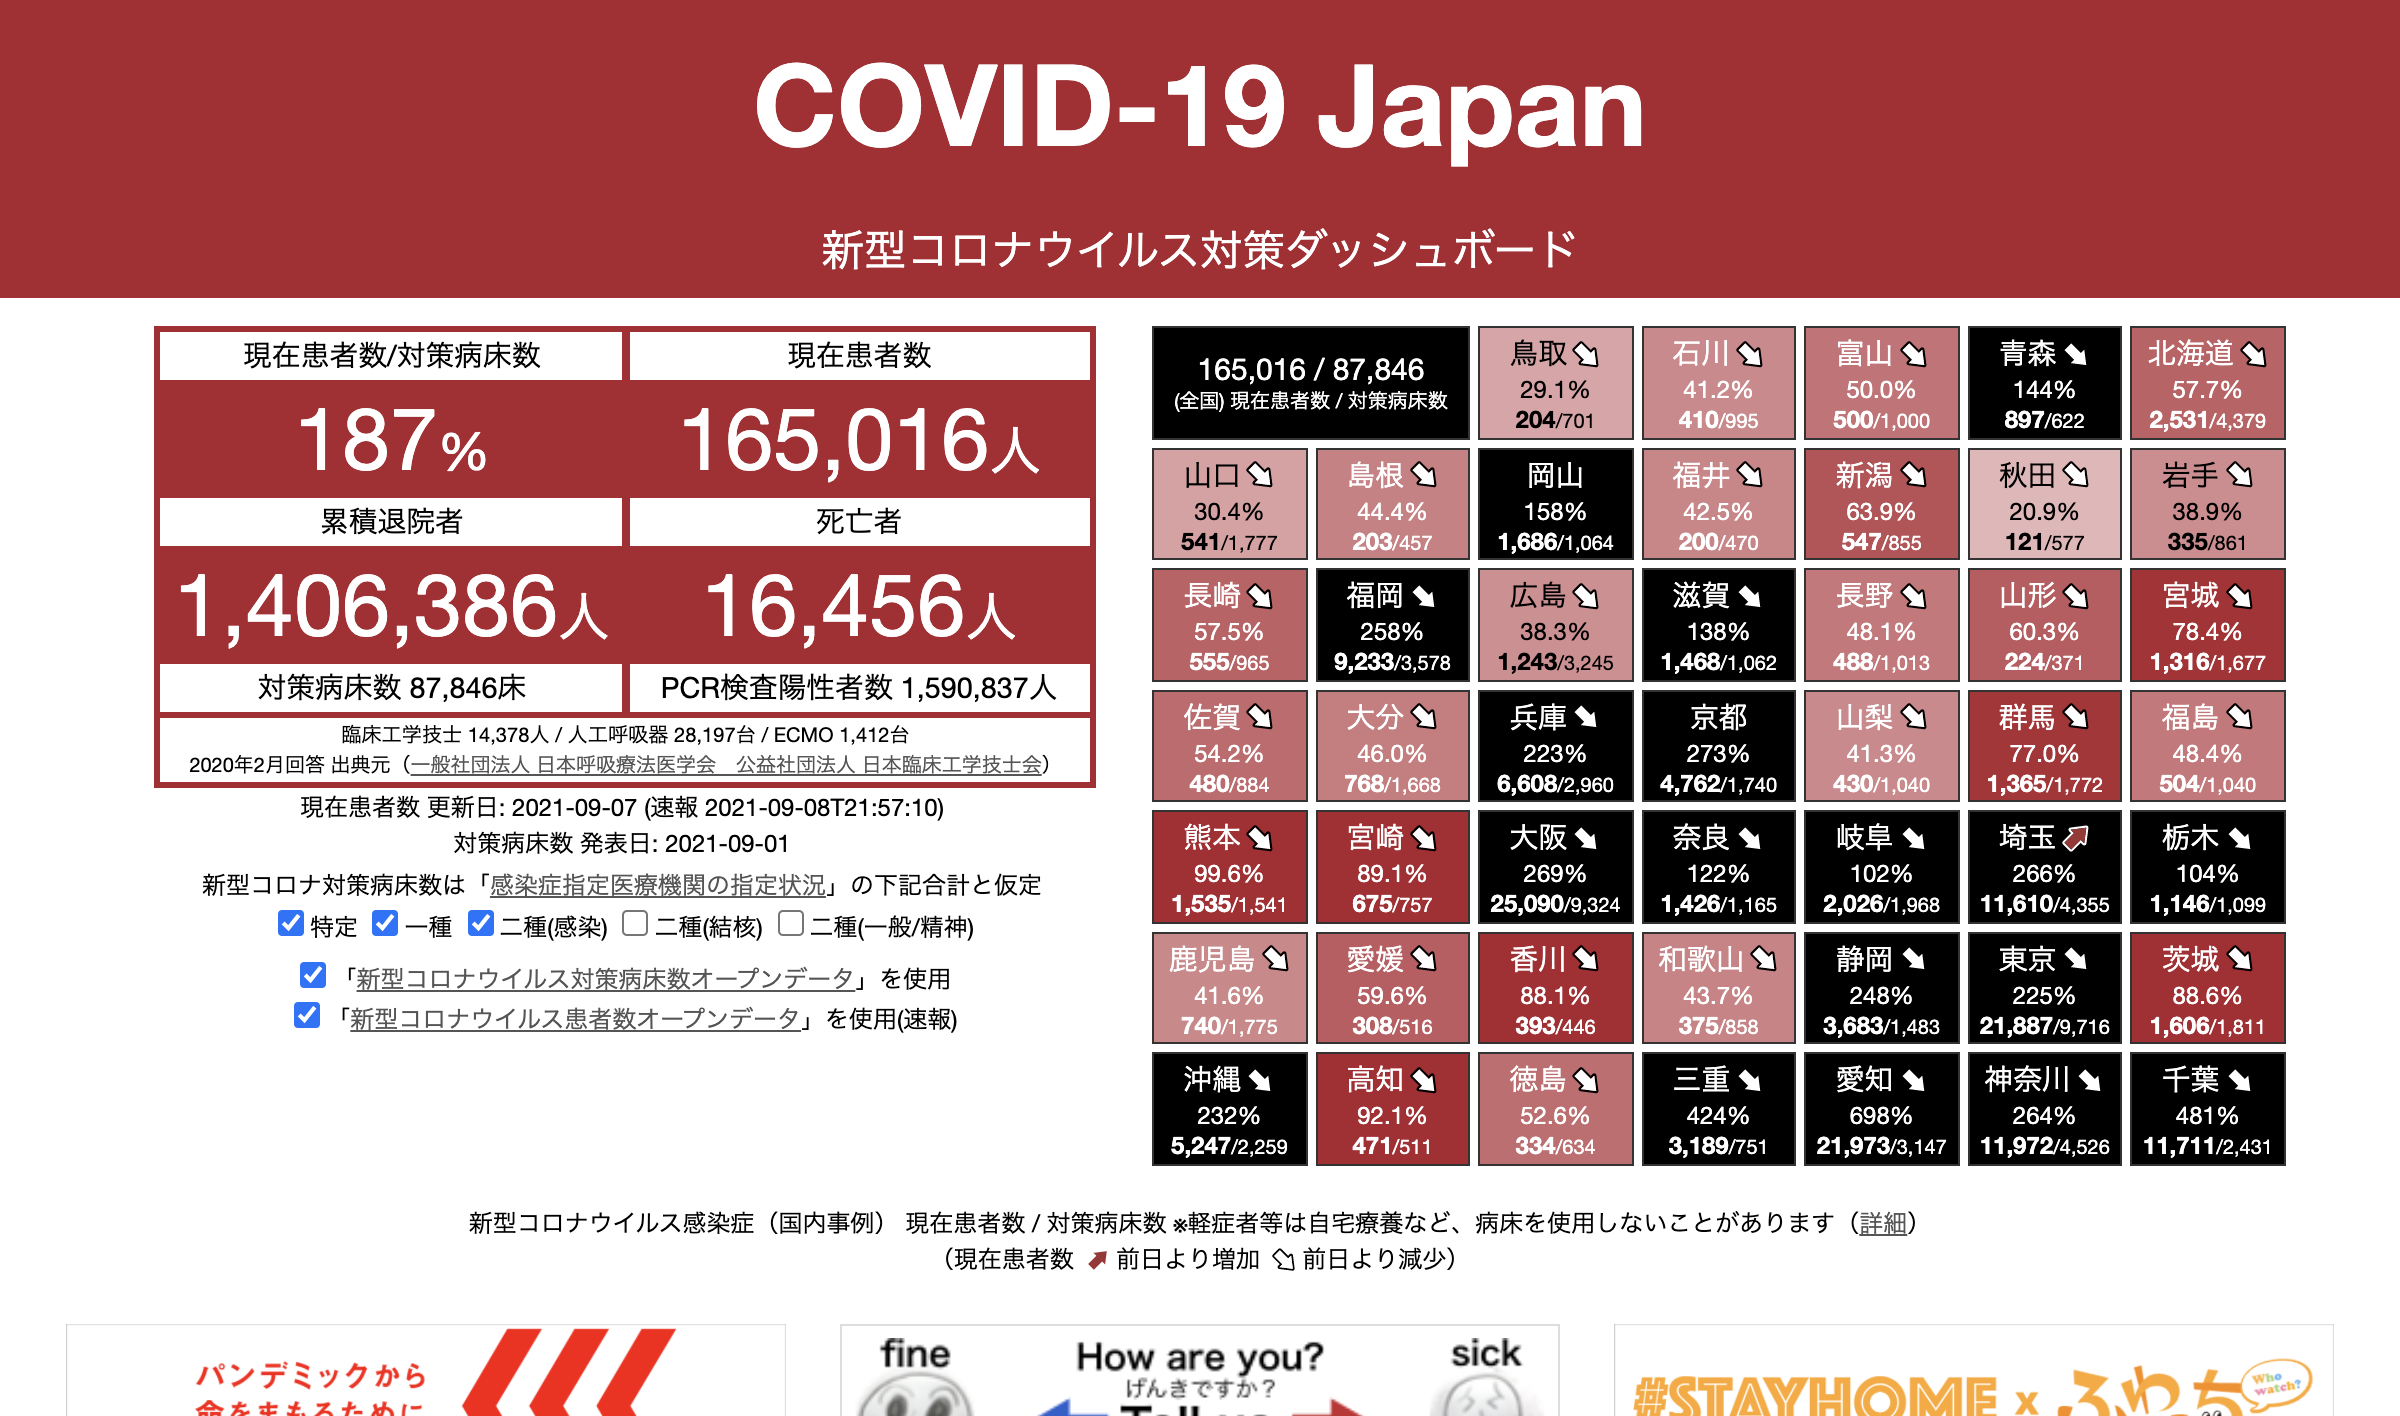 COVID-19 Japan
新型コロナウイルス対策ダッシュボード
現在患者数/対策病床数
現在患者数
187%
165,016人
累積退院者
死亡者
1,406,386人
16,456人
対策病床数 87,846床
PCR検査陽性者数 1,590,837人
臨床工学技士 14,378人 / 人工呼吸器 28,197台 / ECMO 1,412台
2020年2月回答 出典元（一般社団法人 日本呼吸療法医学会　公益社団法人 日本臨床工学技士会）
現在患者数 更新日: 2021-09-07 (速報 2021-09-08T21:57:10)
対策病床数 発表日: 2021-09-01
新型コロナ対策病床数は「感染症指定医療機関の指定状況」の下記合計と仮定
特定 一種 二種(感染) 二種(結核) 二種(一般/精神)
「新型コロナウイルス対策病床数オープンデータ」を使用
「新型コロナウイルス患者数オープンデータ」を使用(速報)
165,016 / 87,846
(全国) 現在患者数 / 対策病床数
鳥取
29.1%
204/701
石川
41.2%
410/995
富山
50.0%
500/1,000
青森
144%
897/622
北海道
57.7%
2,531/4,379
山口
30.4%
541/1,777
島根
44.4%
203/457
岡山
158%
1,686/1,064
福井
42.5%
200/470
新潟
63.9%
547/855
秋田
20.9%
121/577
岩手
38.9%
335/861
長崎
57.5%
555/965
福岡
258%
9,233/3,578
広島
38.3%
1,243/3,245
滋賀
138%
1,468/1,062
長野
48.1%
488/1,013
山形
60.3%
224/371
宮城
78.4%
1,316/1,677
佐賀
54.2%
480/884
大分
46.0%
768/1,668
兵庫
223%
6,608/2,960
京都
273%
4,762/1,740
山梨
41.3%
430/1,040
群馬
77.0%
1,365/1,772
福島
48.4%
504/1,040
熊本
99.6%
1,535/1,541
宮崎
89.1%
675/757
大阪
269%
25,090/9,324
奈良
122%
1,426/1,165
岐阜
102%
2,026/1,968
埼玉
266%
11,610/4,355
栃木
104%
1,146/1,099
鹿児島
41.6%
740/1,775
愛媛
59.6%
308/516
香川
88.1%
393/446
和歌山
43.7%
375/858
静岡
248%
3,683/1,483
東京
225%
21,887/9,716
茨城
88.6%
1,606/1,811
沖縄
232%
5,247/2,259
高知
92.1%
471/511
徳島
52.6%
334/634
三重
424%
3,189/751
愛知
698%
21,973/3,147
神奈川
264%
11,972/4,526
千葉
481%
11,711/2,431
新型コロナウイルス感染症（国内事例） 現在患者数 / 対策病床数 ※軽症者等は自宅療養など、病床を使用しないことがあります（詳細）
（現在患者数 前日より増加 前日より減少）
パンデミックから
命をまもるために
fine
How are you?
sick
げんきですか？
Tell us
#STAYHOME x ふわっち
Who watch?